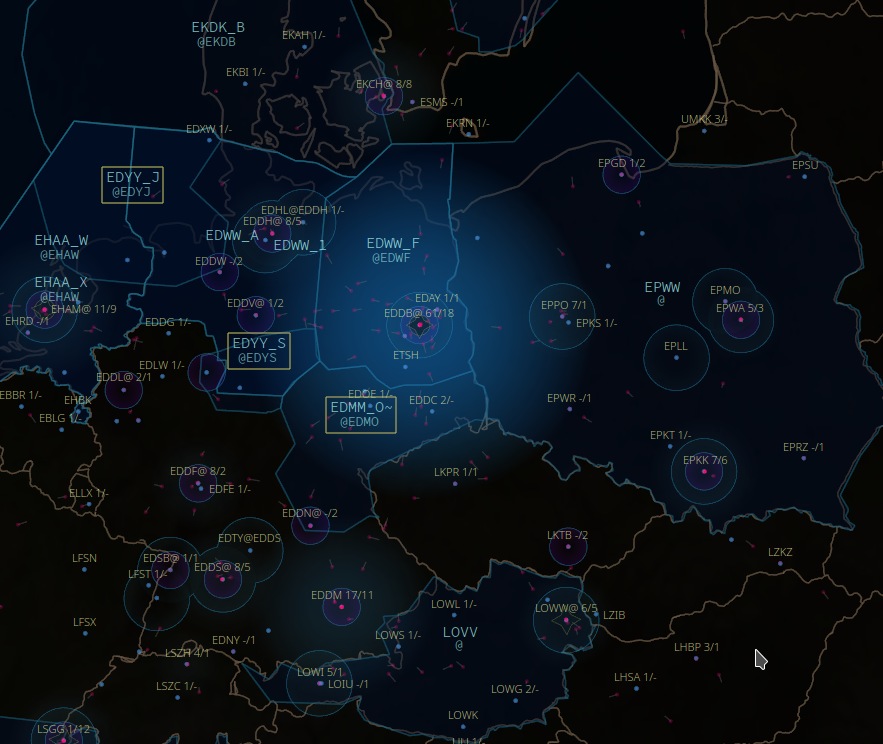 EKDK_B
@EKDB
EKAH 1/-
EKBI 1/-
EKCH@ 8/8
ESMS -/1
EKRN 1/-
UMKK 3/-
EDXW 1/-
EPGD 1/2
EPSU
EDYY_J
@EDYJ
EDHL@EDDH 1/-
EDDH@ 8/5
EDWW_A
EDWW_1
EHAA_W
@EHAW
EDWW_F
@EDWF
EDDW -/2
EHAA_X
@EHAW
EPWW
@
EPMO
EHAM@ 11/9
EDDV@ 1/2
EDAY 1/1
EDDB@ 61/18
EPPO 7/1
EPWA 5/3
EHRD -/1
EDDG 1/-
EPKS 1/-
EDYY_S
@EDYS
EPLL
ETSH
EDLW 1/-
EDDL@ 2/1
EBBR 1/-
EHBK
EDDE 1/-
EDDC 2/-
EPWR -/1
EDMM_O~
@EDMO
EBLG 1/-
EPKT 1/-
EPRZ -/1
EPKK 7/6
EDDF@ 8/2
EDFE 1/-
LKPR 1/1
ELLX 1/-
EDDN@ -/2
EDTY@EDDS
LKTB -/2
LFSN
EDSB@ 1/1
LZKZ
LFST 1/-
EDDS@ 8/5
EDDM 17/11
LOWL 1/-
LOWW@ 6/5
LZIB
LFSX
EDNY -/1
LOWS 1/-
LOVV
@
LSZH 4/1
LHBP 3/1
LOWI 5/1
LOIU -/1
LSZC 1/-
LHSA 1/-
LOWG 2/-
LOWK
LSGG 1/12